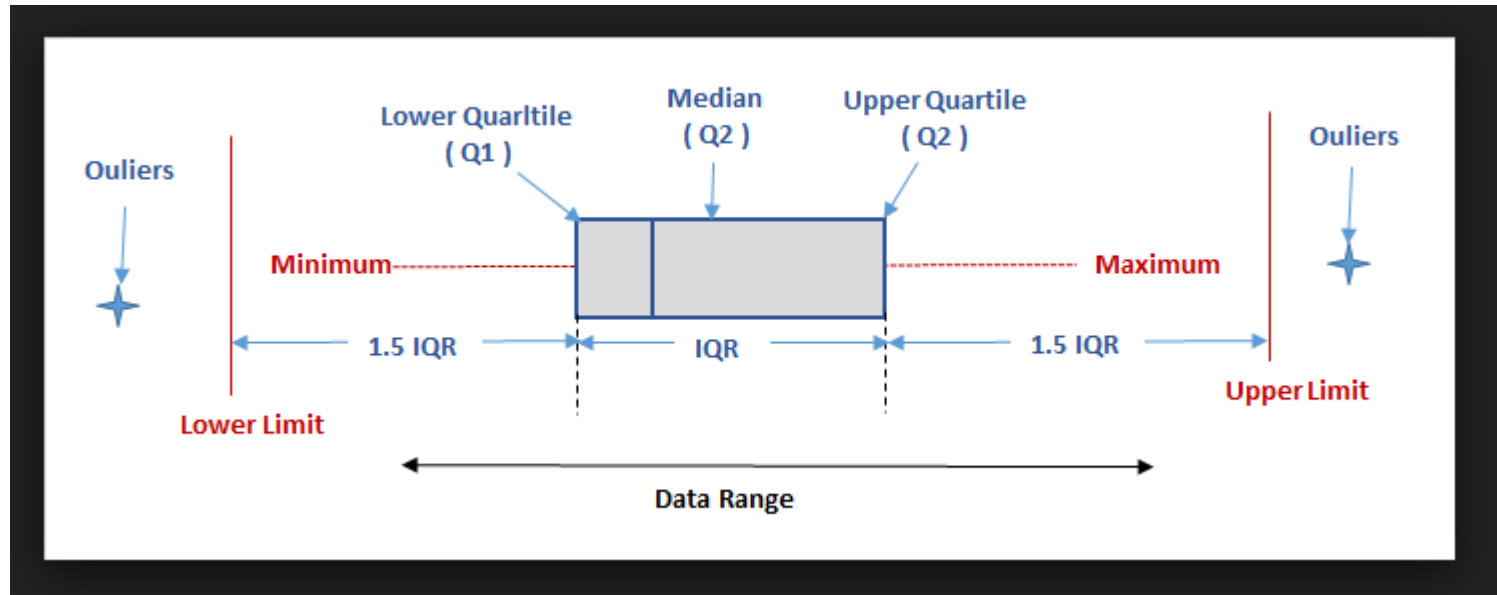 Median
Upper Quartile
Lower Quarltile
( Q2 )
( Q2 )
( Q1 )
Ouliers
Ouliers
Minimum
Maximum
1.5 IQR
IQR
1.5 IQR
Lower Limit
Upper Limit
Data Range